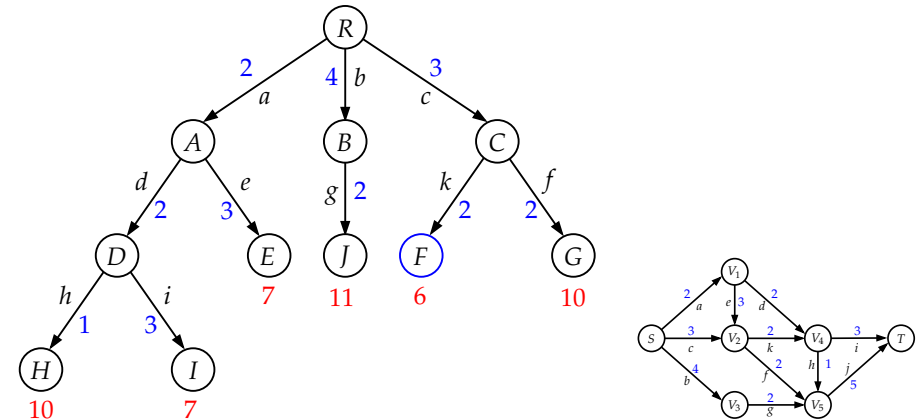 R
2 4 b 3
a c
A B C
d e g 2 k f
2 3 2 2
D E J F G
7 11 6 10
h i
1 3
H I
10 7
V1
2 e 3 2
a d
S 3 V2 2 V4 3 T
c k i
4 2 h 1 j
b f 5
V3 2 V5
g